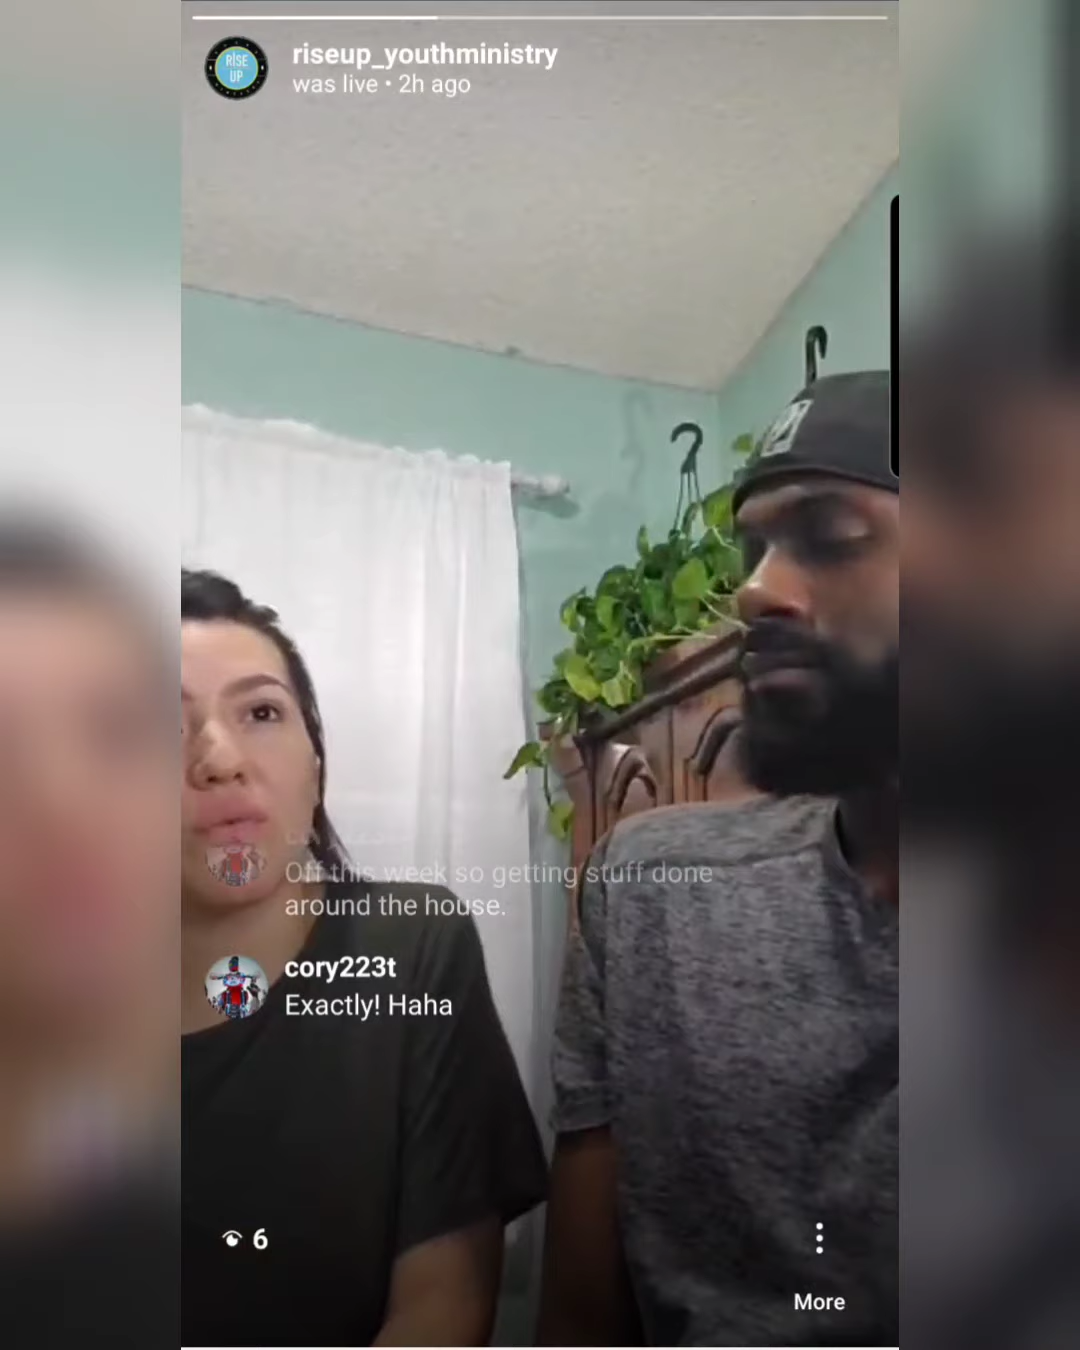 RISE
UP
riseup_youthministry
was live • 2h ago
Off this week so getting stuff done
around the house.
cory223t
Exactly! Haha
6
More